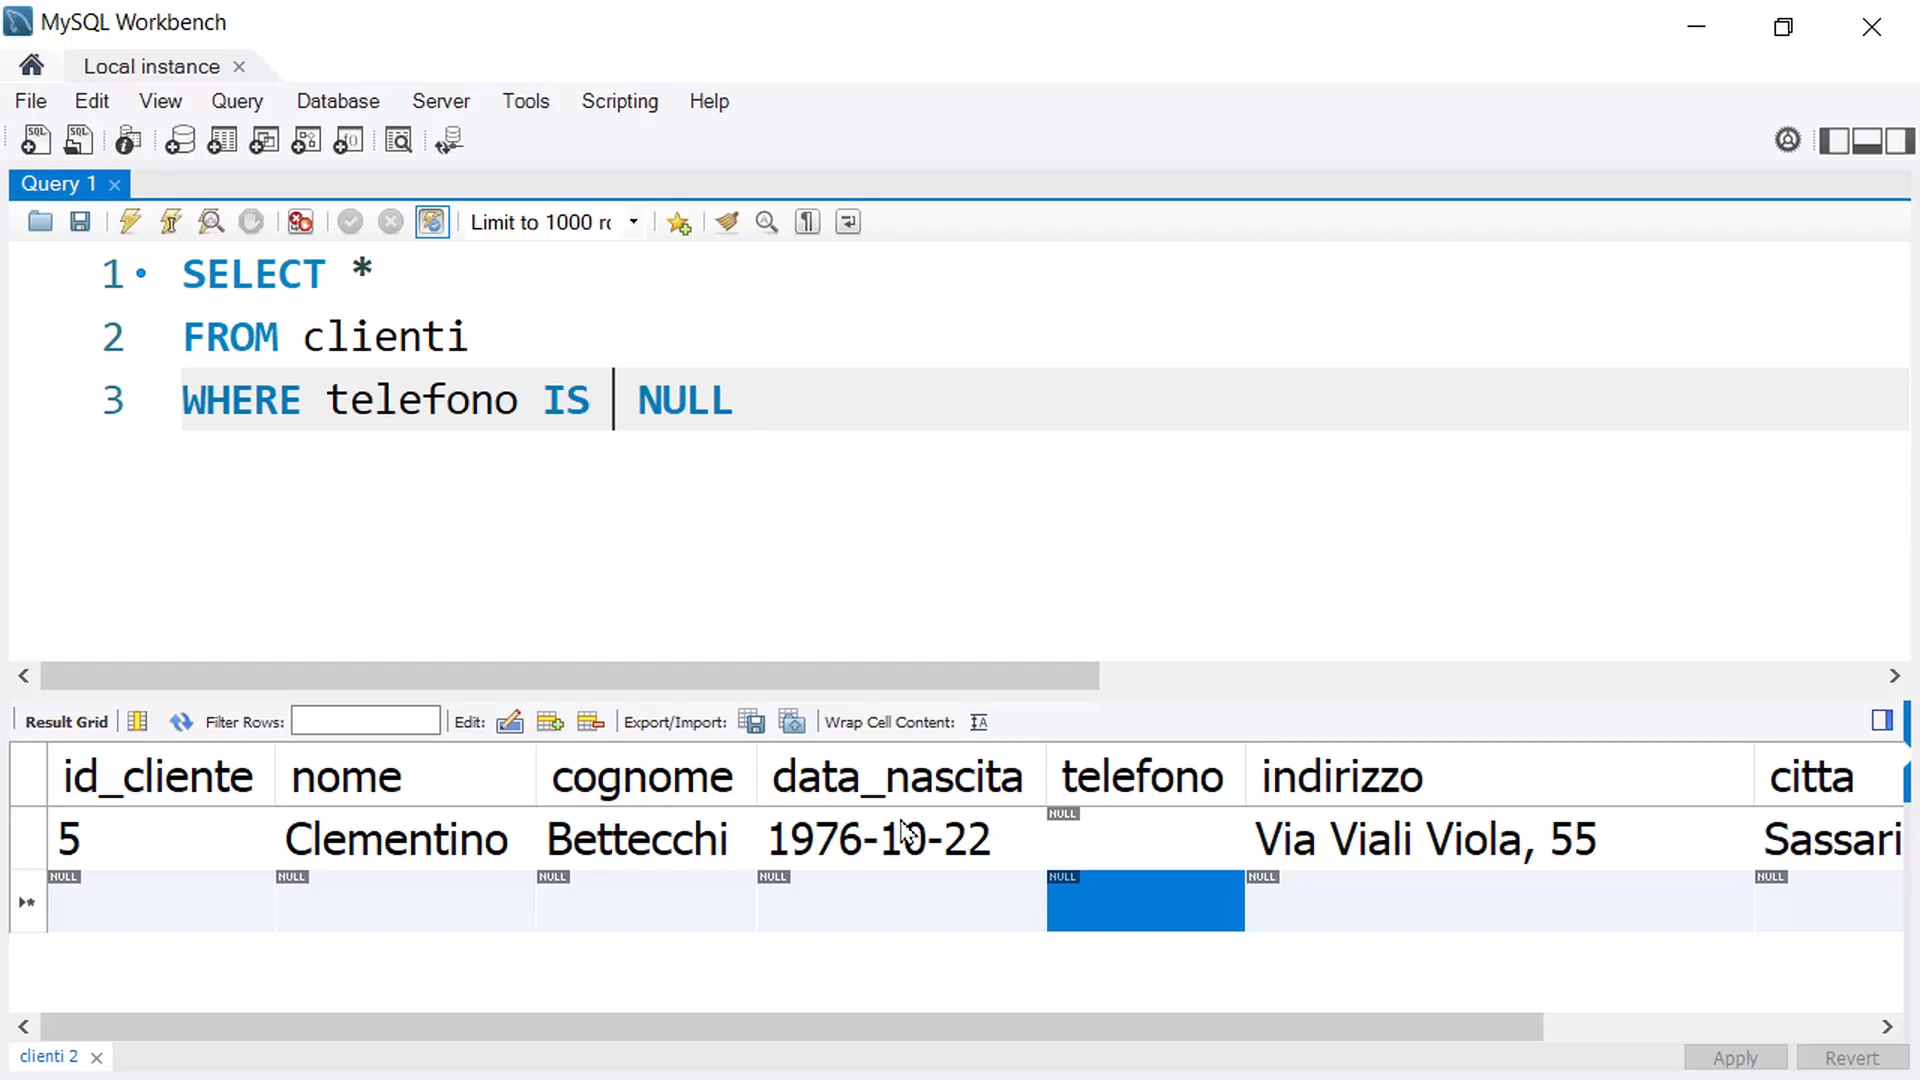 MySQL Workbench
Local instance
File Edit View Query Database Server Tools Scripting Help
Query 1
Limit to 1000 rc
1 SELECT *
2 FROM clienti
3 WHERE telefono IS NULL
Result Grid Filter Rows: Edit: Export/Import: Wrap Cell Content:
id_cliente nome cognome data_nascita telefono indirizzo citta
5 Clementino Bettecchi 1976-10-22 NULL Via Viali Viola, 55 Sassari
NULL NULL NULL NULL NULL NULL NULL
clienti 2
Apply Revert